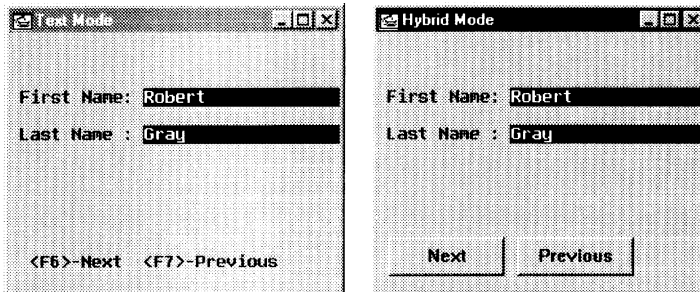 Text Mode
First Name: Robert
Last Name : Gray
<F6>-Next <F7>-Previous
Hybrid Mode
First Name: Robert
Last Name : Gray
Next Previous